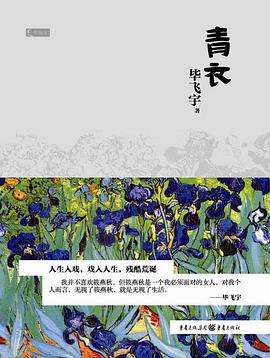 青衣
毕飞宇 著
人生入戏，戏入人生，残酷荒诞
我并不喜欢筱燕秋，但筱燕秋是一个我必须面对的女人，对我个
人而言，无视了筱燕秋，就是无视了生活。
——毕飞宇
重庆出版集团 重庆出版社